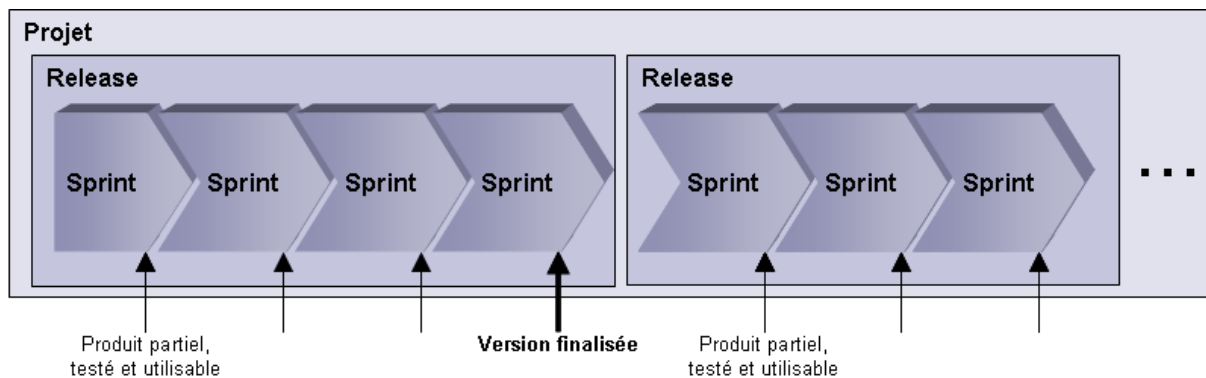 Projet
Release
Release
Sprint Sprint Sprint Sprint Sprint Sprint Sprint
...
Produit partiel,
testé et utilisable
Version finalisée
Produit partiel,
testé et utilisable